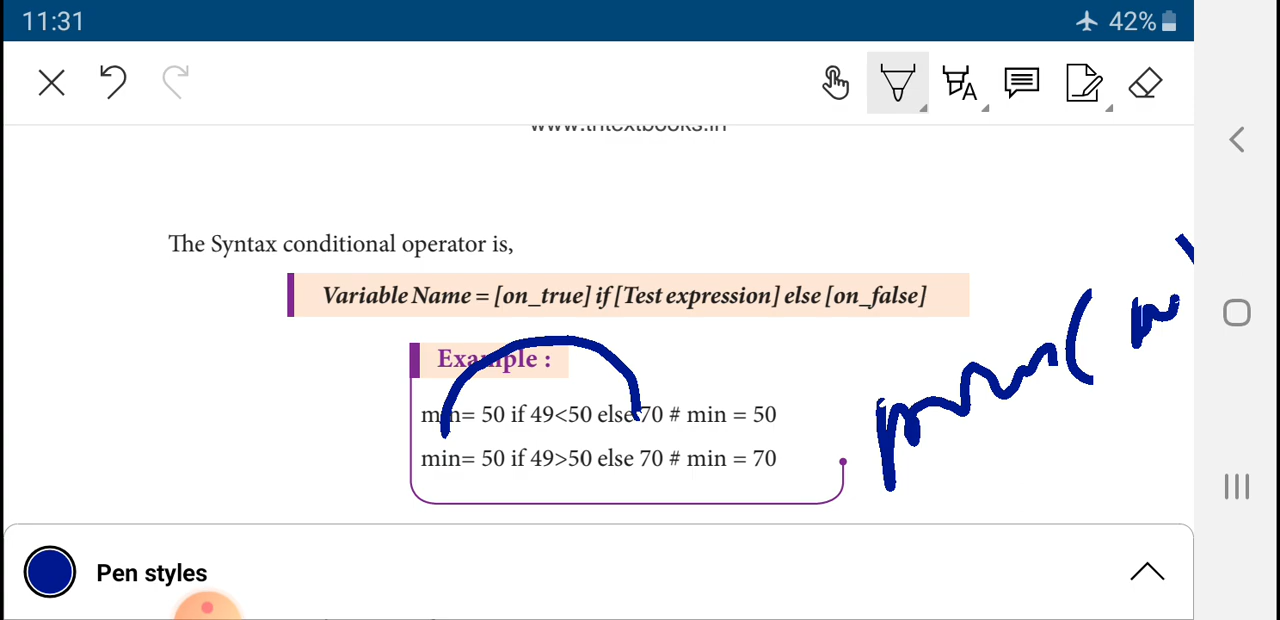 11:31 42%
A
www.tntextbooks.in
The Syntax conditional operator is,
Variable Name = [on_true] if [Test expression] else [on_false]
Example :
min= 50 if 49<50 else 70 # min = 50
min= 50 if 49>50 else 70 # min = 70
Pen styles